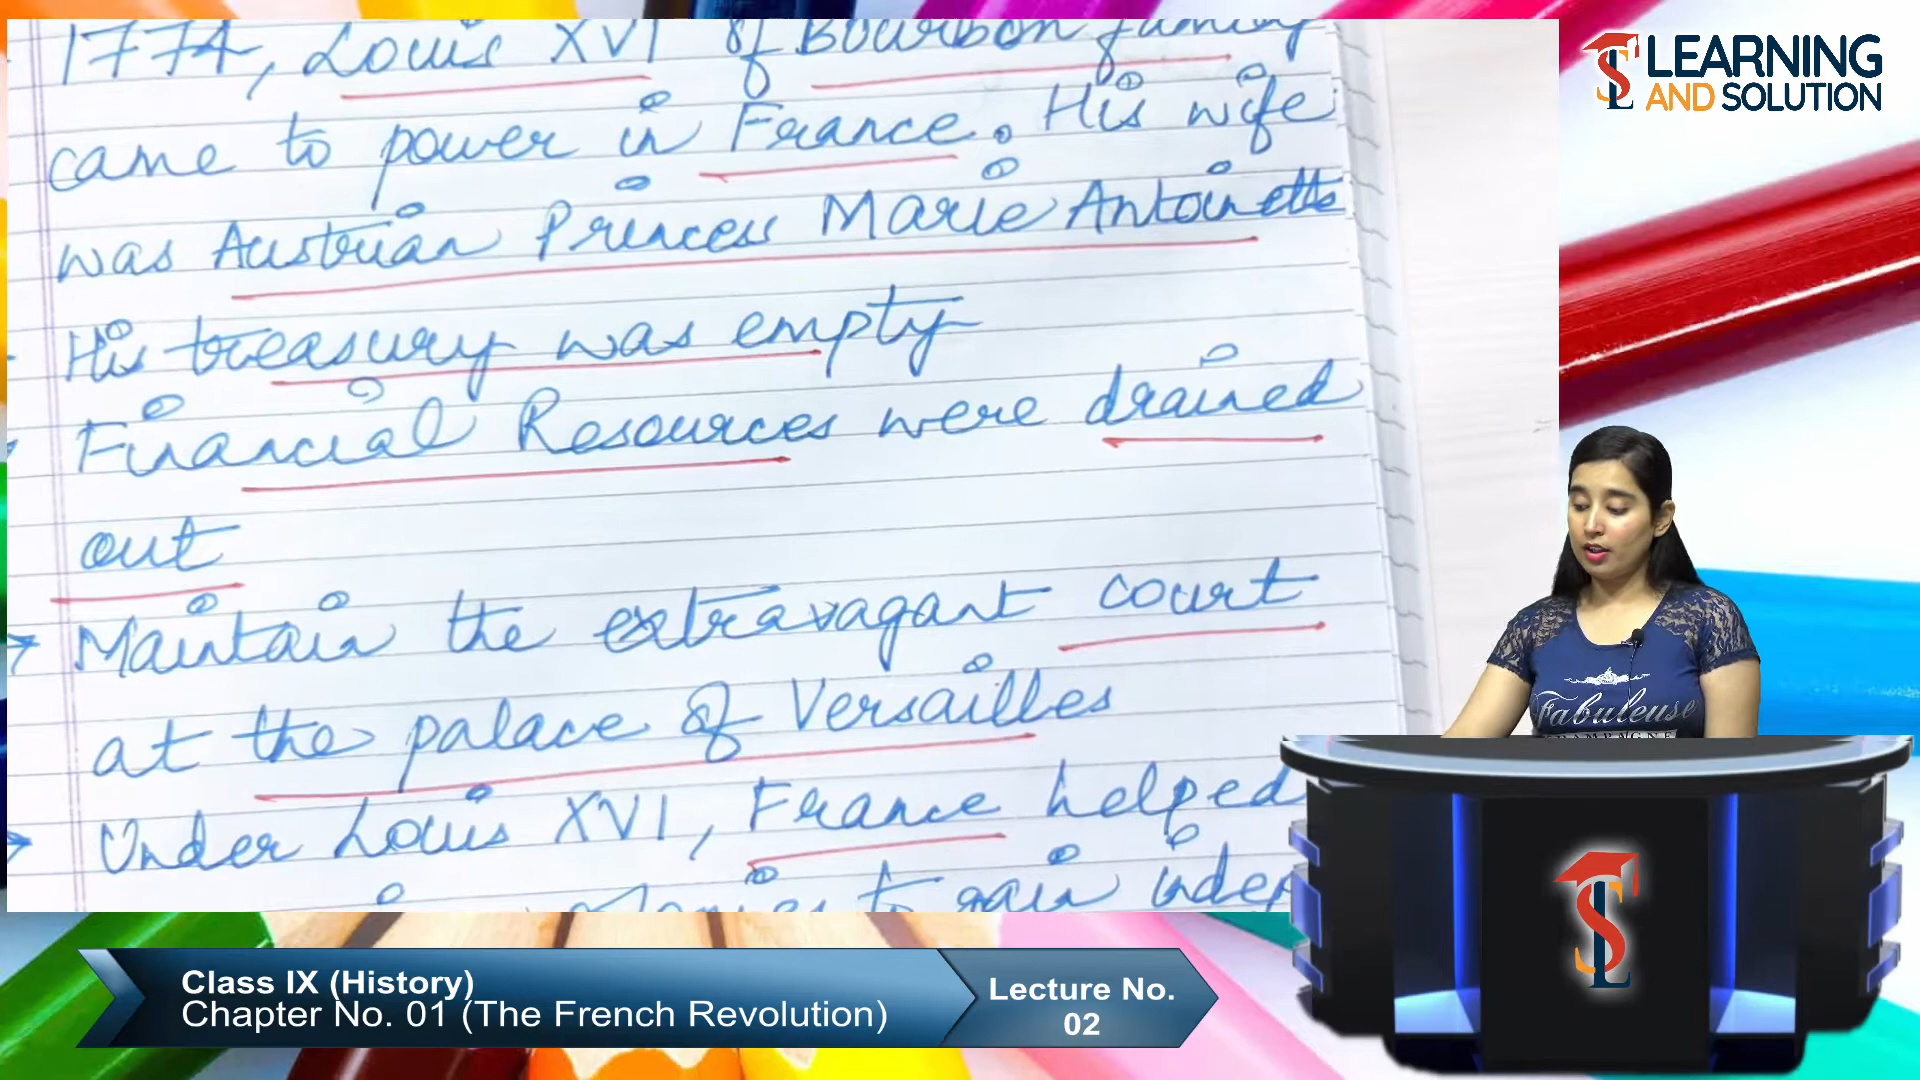 1774, Louis XVI of Bourbon family
came to power in France. His wife
was Austrian Princess Marie Antoinette
His treasury was empty
Financial Resources were drained
out
→ Maintain the extravagant court
at the palace of Versailles
→ Under Louis XVI, France helped
to gain
LEARNING
AND SOLUTION
Fabuleuse
CHAMPAGNE
Class IX (History)
Chapter No. 01 (The French Revolution)
Lecture No.
02